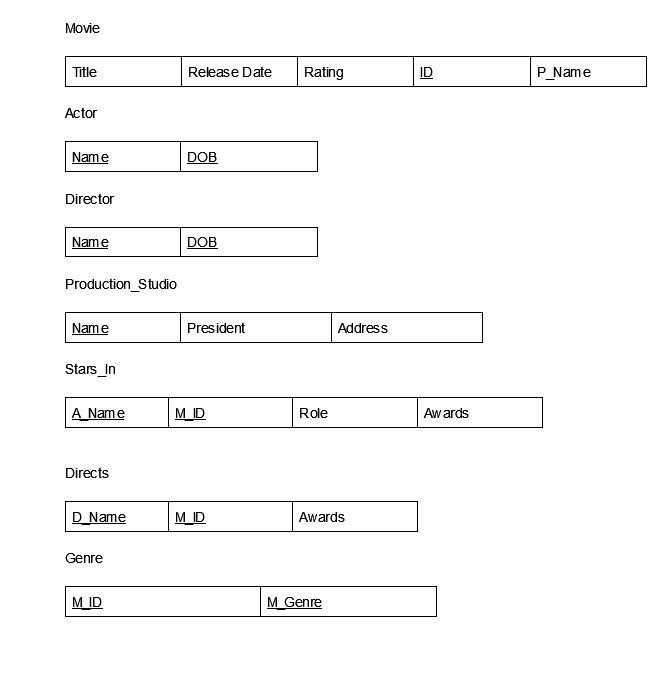 Movie
Title Release Date Rating ID P_Name
Actor
Name DOB
Director
Name DOB
Production_Studio
Name President Address
Stars_In
A_Name M_ID Role Awards
Directs
D_Name M_ID Awards
Genre
M_ID M_Genre